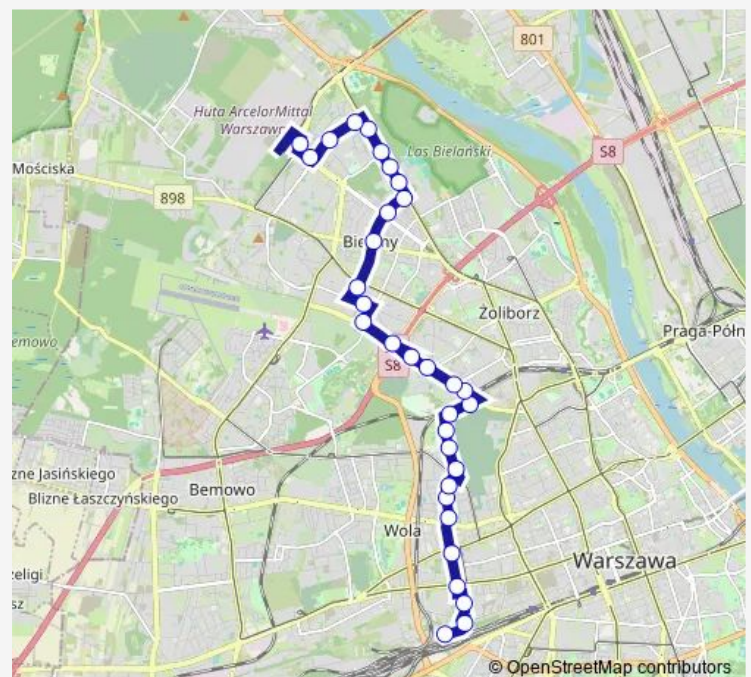 801
Huta ArcelorMittal
Warszawa
Las Bielański
S8
Mościska
898
Bielany
Żoliborz
Praga-Półn
emowo
S8
zne Jasińskiego
Blizne Łaszczyńskiego
Bemowo
Wola
Warszawa
zeligi
sz
© OpenStreetMap contributors